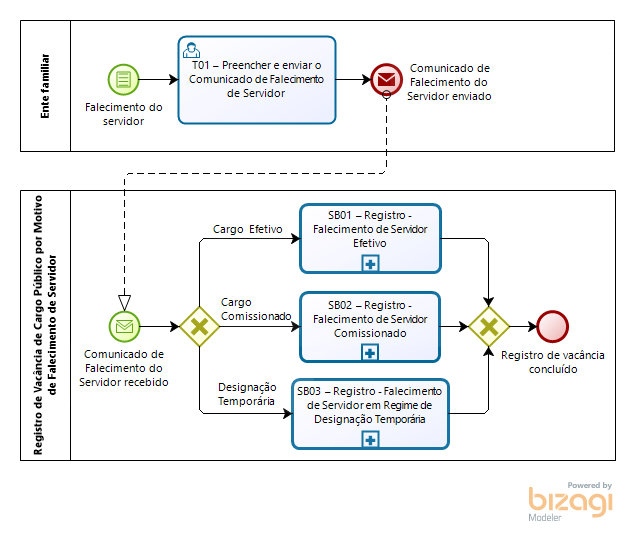 Ente familiar
T01 – Preencher e enviar o
Comunicado de Falecimento
de Servidor
Falecimento do
servidor
Comunicado de
Falecimento do
Servidor enviado
Registro de Vacância de Cargo Público por Motivo
de Falecimento de Servidor
Comunicado de
Falecimento do
Servidor recebido
Cargo Efetivo
SB01 – Registro -
Falecimento de Servidor
Efetivo
Cargo
Comissionado
SB02 – Registro -
Falecimento de Servidor
Comissionado
Designação
Temporária
SB03 – Registro - Falecimento
de Servidor em Regime de
Designação Temporária
Registro de vacância
concluído
Powered by
bizagi
Modeler